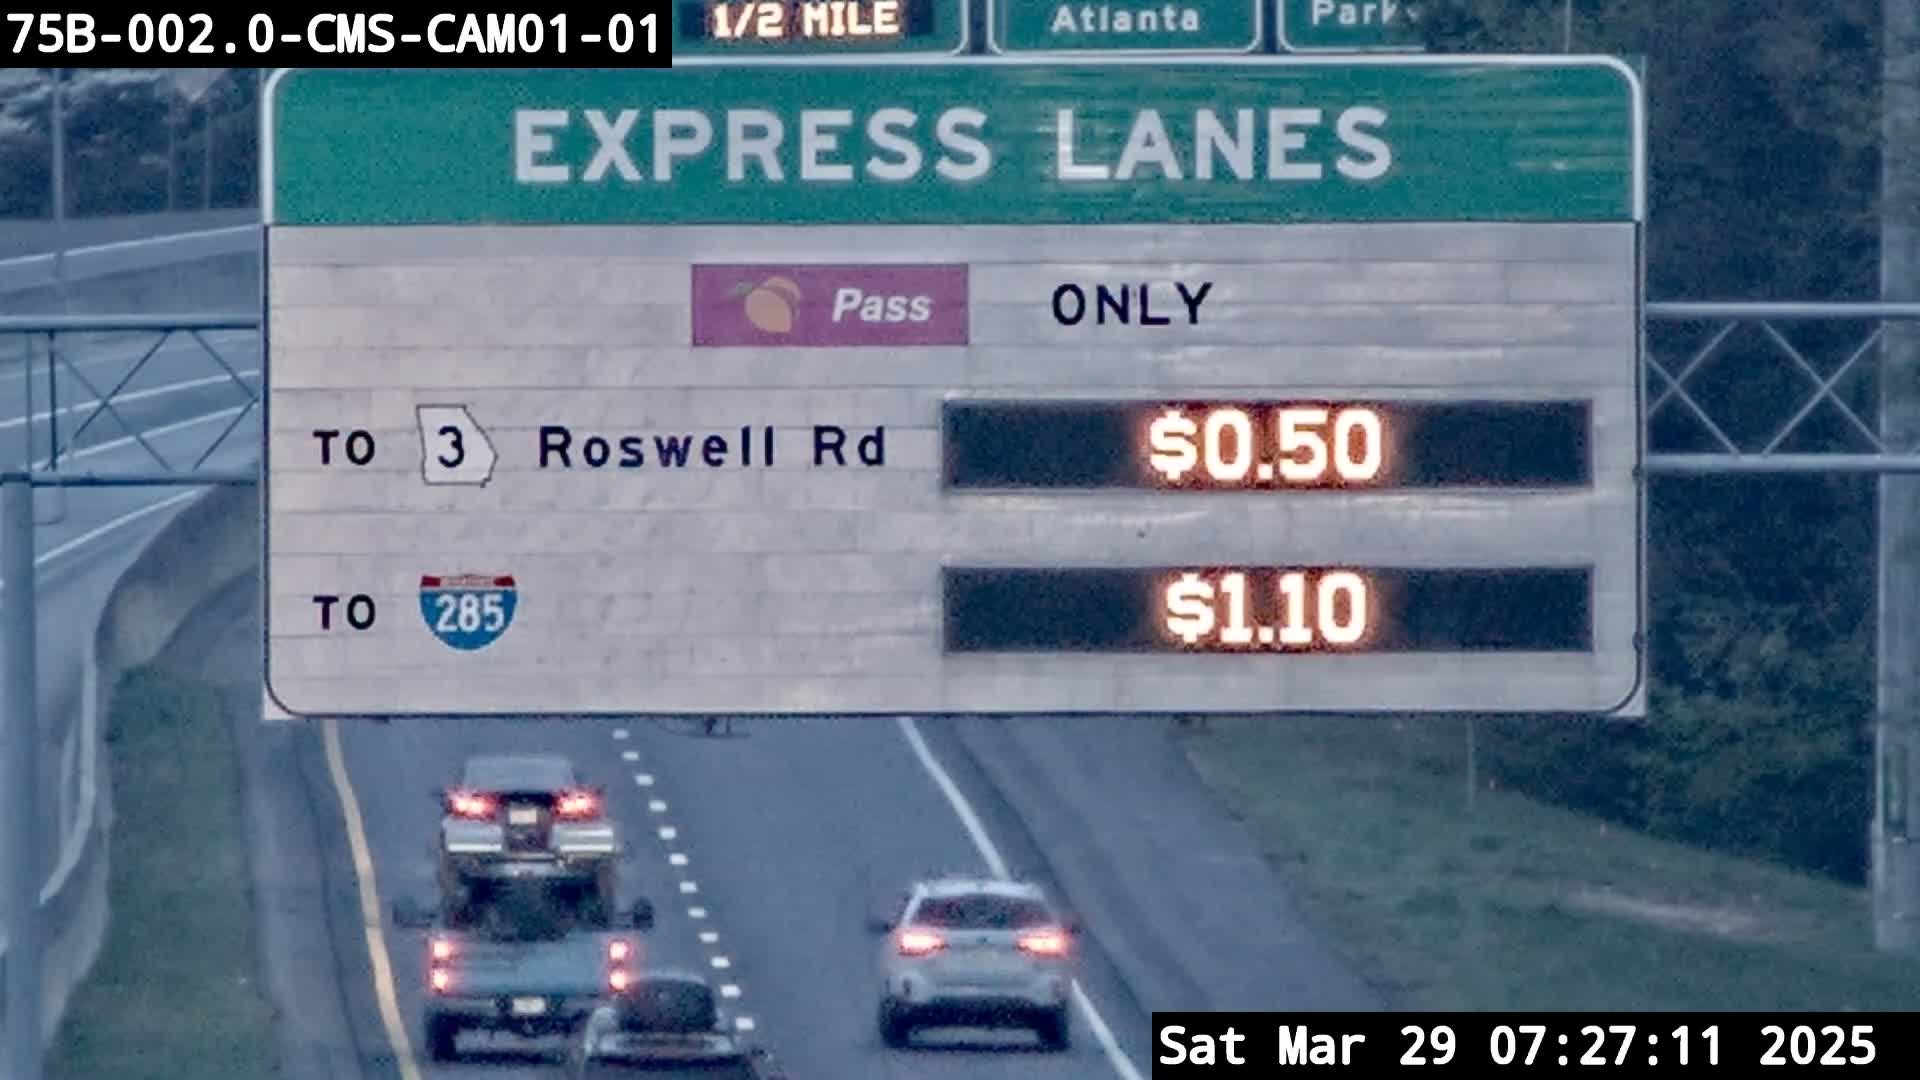 75B-002.0-CMS-CAM01-01
1/2 MILE
Atlanta
EXPRESS LANES
Pass ONLY
TO 3 Roswell Rd $0.50
TO 285 $1.10
Sat Mar 29 07:27:11 2025